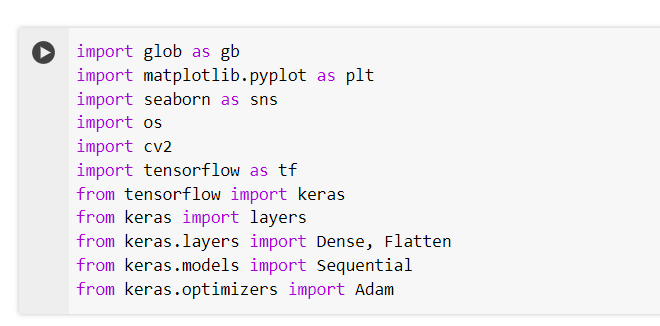 import glob as gb
import matplotlib.pyplot as plt
import seaborn as sns
import os
import cv2
import tensorflow as tf
from tensorflow import keras
from keras import layers
from keras.layers import Dense, Flatten
from keras.models import Sequential
from keras.optimizers import Adam